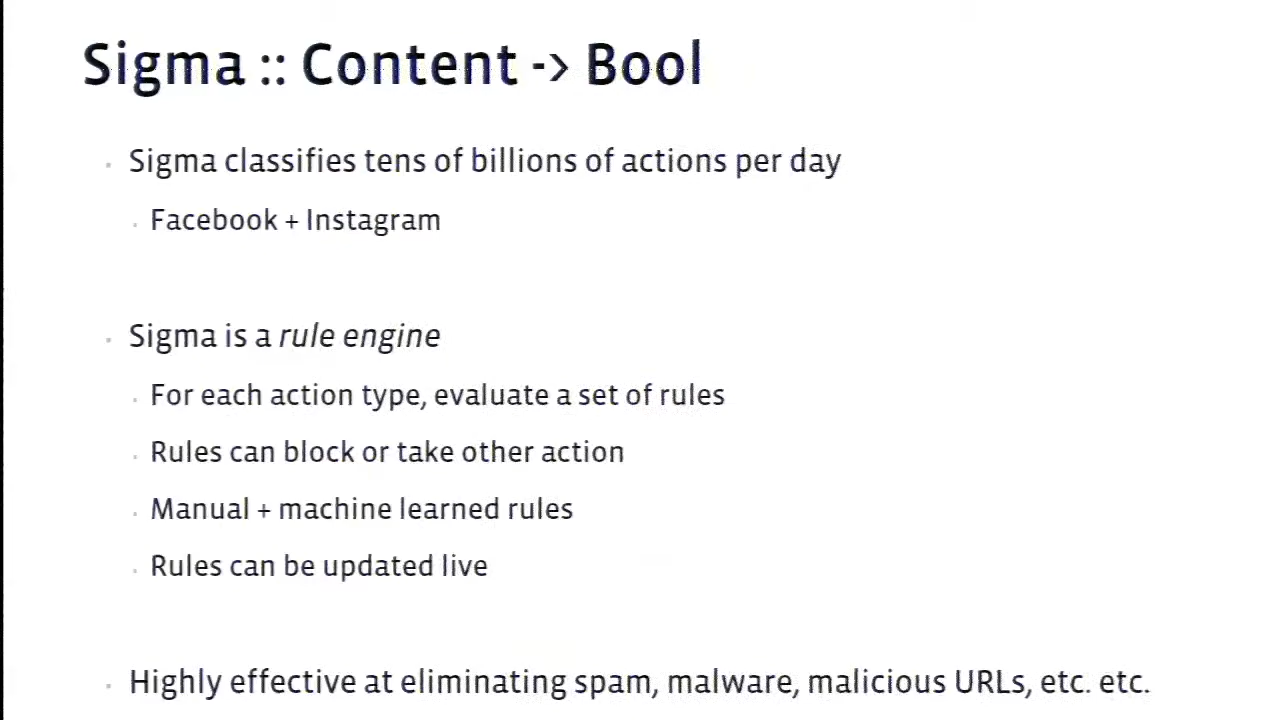 Sigma :: Content -> Bool
Sigma classifies tens of billions of actions per day
Facebook + Instagram
Sigma is a rule engine
For each action type, evaluate a set of rules
Rules can block or take other action
Manual + machine learned rules
Rules can be updated live
Highly effective at eliminating spam, malware, malicious URLs, etc. etc.